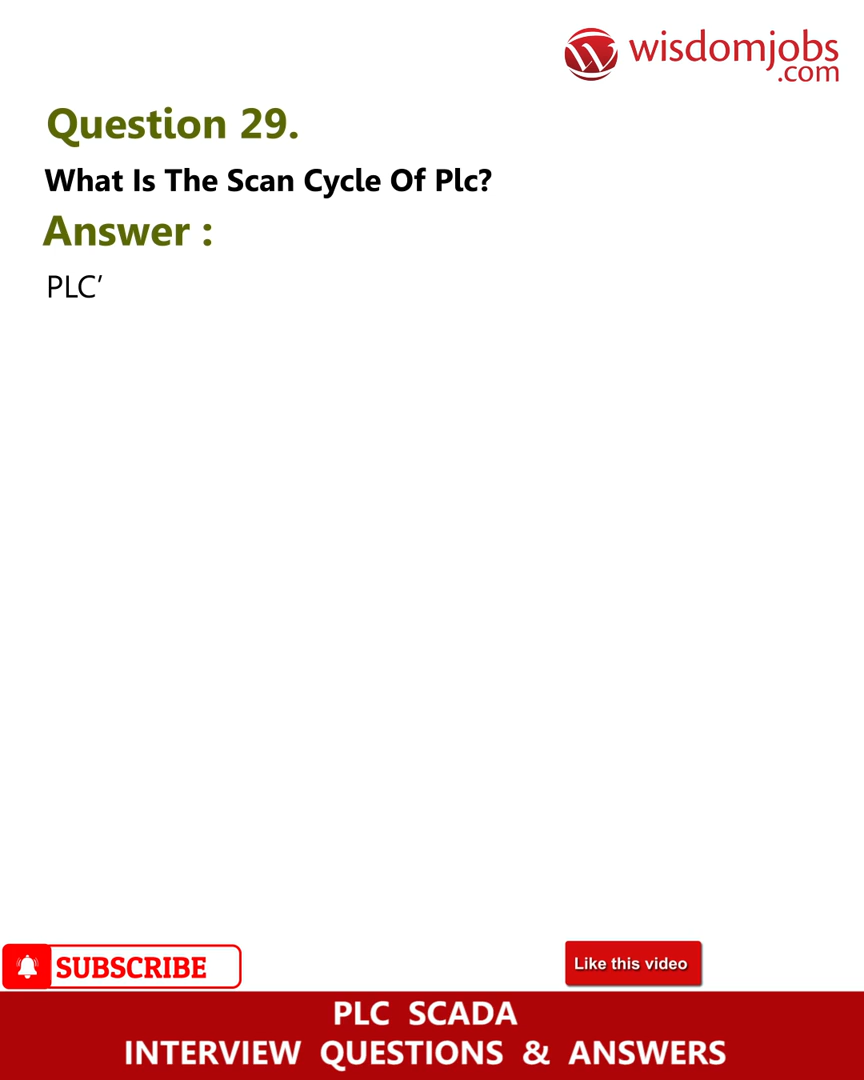 wisdomjobs
.com
Question 29.
What Is The Scan Cycle Of Plc?
Answer :
PLC’
SUBSCRIBE
Like this video
PLC SCADA
INTERVIEW QUESTIONS & ANSWERS